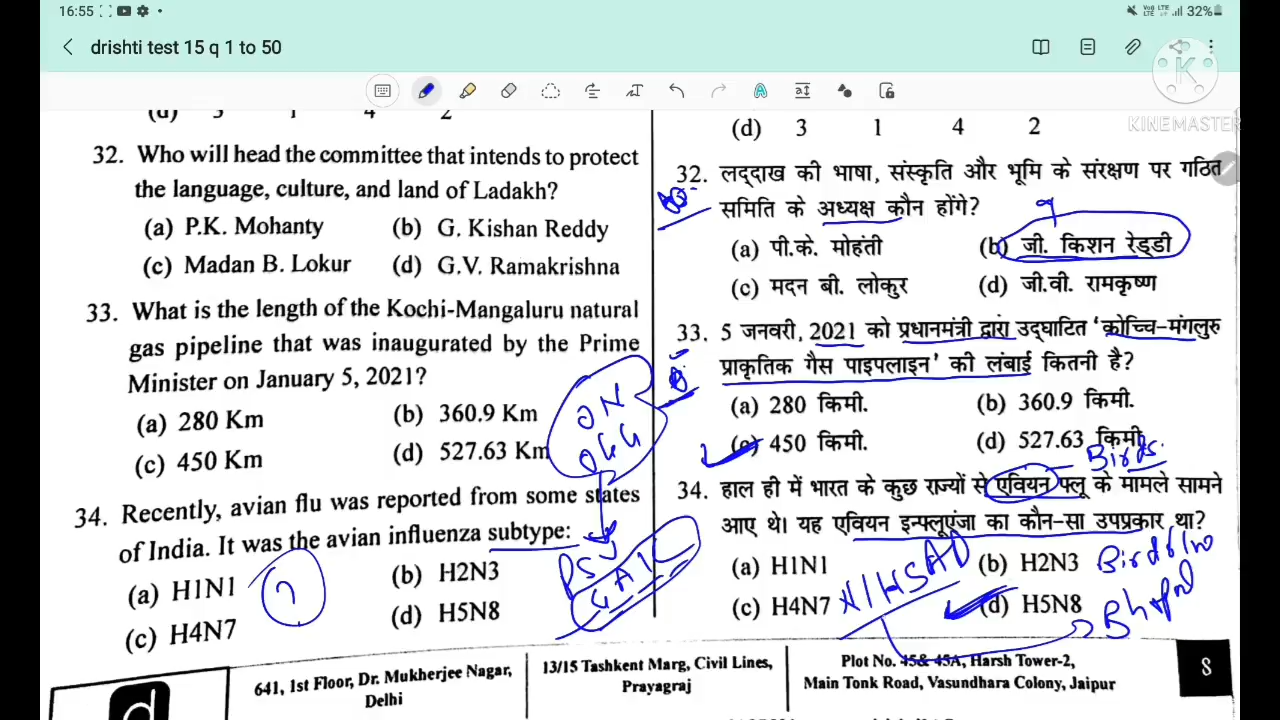 16:55
32%
drishti test 15 q 1 to 50
KINEMASTER
(d) 3 1 4 2
32. Who will head the committee that intends to protect
the language, culture, and land of Ladakh?
(a) P.K. Mohanty (b) G. Kishan Reddy
(c) Madan B. Lokur (d) G.V. Ramakrishna
33. What is the length of the Kochi-Mangaluru natural
gas pipeline that was inaugurated by the Prime
Minister on January 5, 2021?
(a) 280 Km (b) 360.9 Km
(c) 450 Km (d) 527.63 Km
34. Recently, avian flu was reported from some states
of India. It was the avian influenza subtype:
(a) H1N1 (b) H2N3
(c) H4N7 (d) H5N8
(d) 3 1 4 2
32. लद्दाख की भाषा, संस्कृति और भूमि के संरक्षण पर गठित
समिति के अध्यक्ष कौन होंगे?
(a) पी.के. मोहंती (b) जी. किशन रेड्डी
(c) मदन बी. लोकुर (d) जी.वी. रामकृष्ण
33. 5 जनवरी, 2021 को प्रधानमंत्री द्वारा उद्घाटित 'कोच्चि-मंगलुरु
प्राकृतिक गैस पाइपलाइन' की लंबाई कितनी है?
(a) 280 किमी. (b) 360.9 किमी.
(c) 450 किमी. (d) 527.63 किमी.
Birds
34. हाल ही में भारत के कुछ राज्यों से एवियन फ्लू के मामले सामने
आए थे। यह एवियन इन्फ्लूएंजा का कौन-सा उपप्रकार था?
(a) H1N1 (b) H2N3
(c) H4N7 (d) H5N8
NIHSAD
PSU
GAIL
641, 1st Floor, Dr. Mukherjee Nagar,
Delhi
13/15 Tashkent Marg, Civil Lines,
Prayagraj
Plot No. 45 & 45A, Harsh Tower-2,
Main Tonk Road, Vasundhara Colony, Jaipur
8